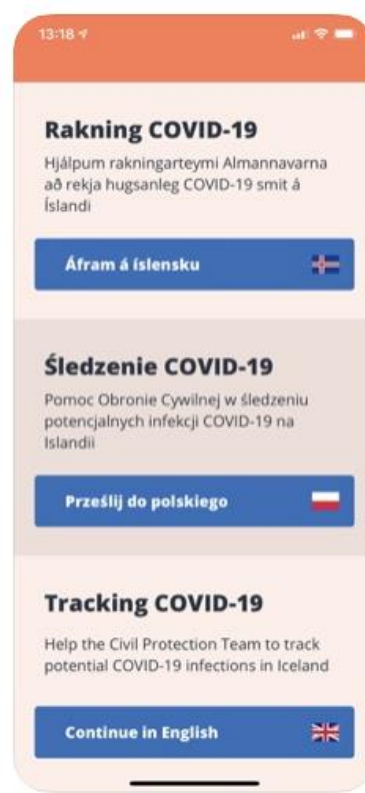 13:18
Rakning COVID-19
Hjálpum rakningarteymi Almannavarna
að rekja hugsanleg COVID-19 smit á
Íslandi
Áfram á íslensku
Śledzenie COVID-19
Pomoc Obronie Cywilnej w śledzeniu
potencjalnych infekcji COVID-19 na
Islandii
Prześlij do polskiego
Tracking COVID-19
Help the Civil Protection Team to track
potential COVID-19 infections in Iceland
Continue in English